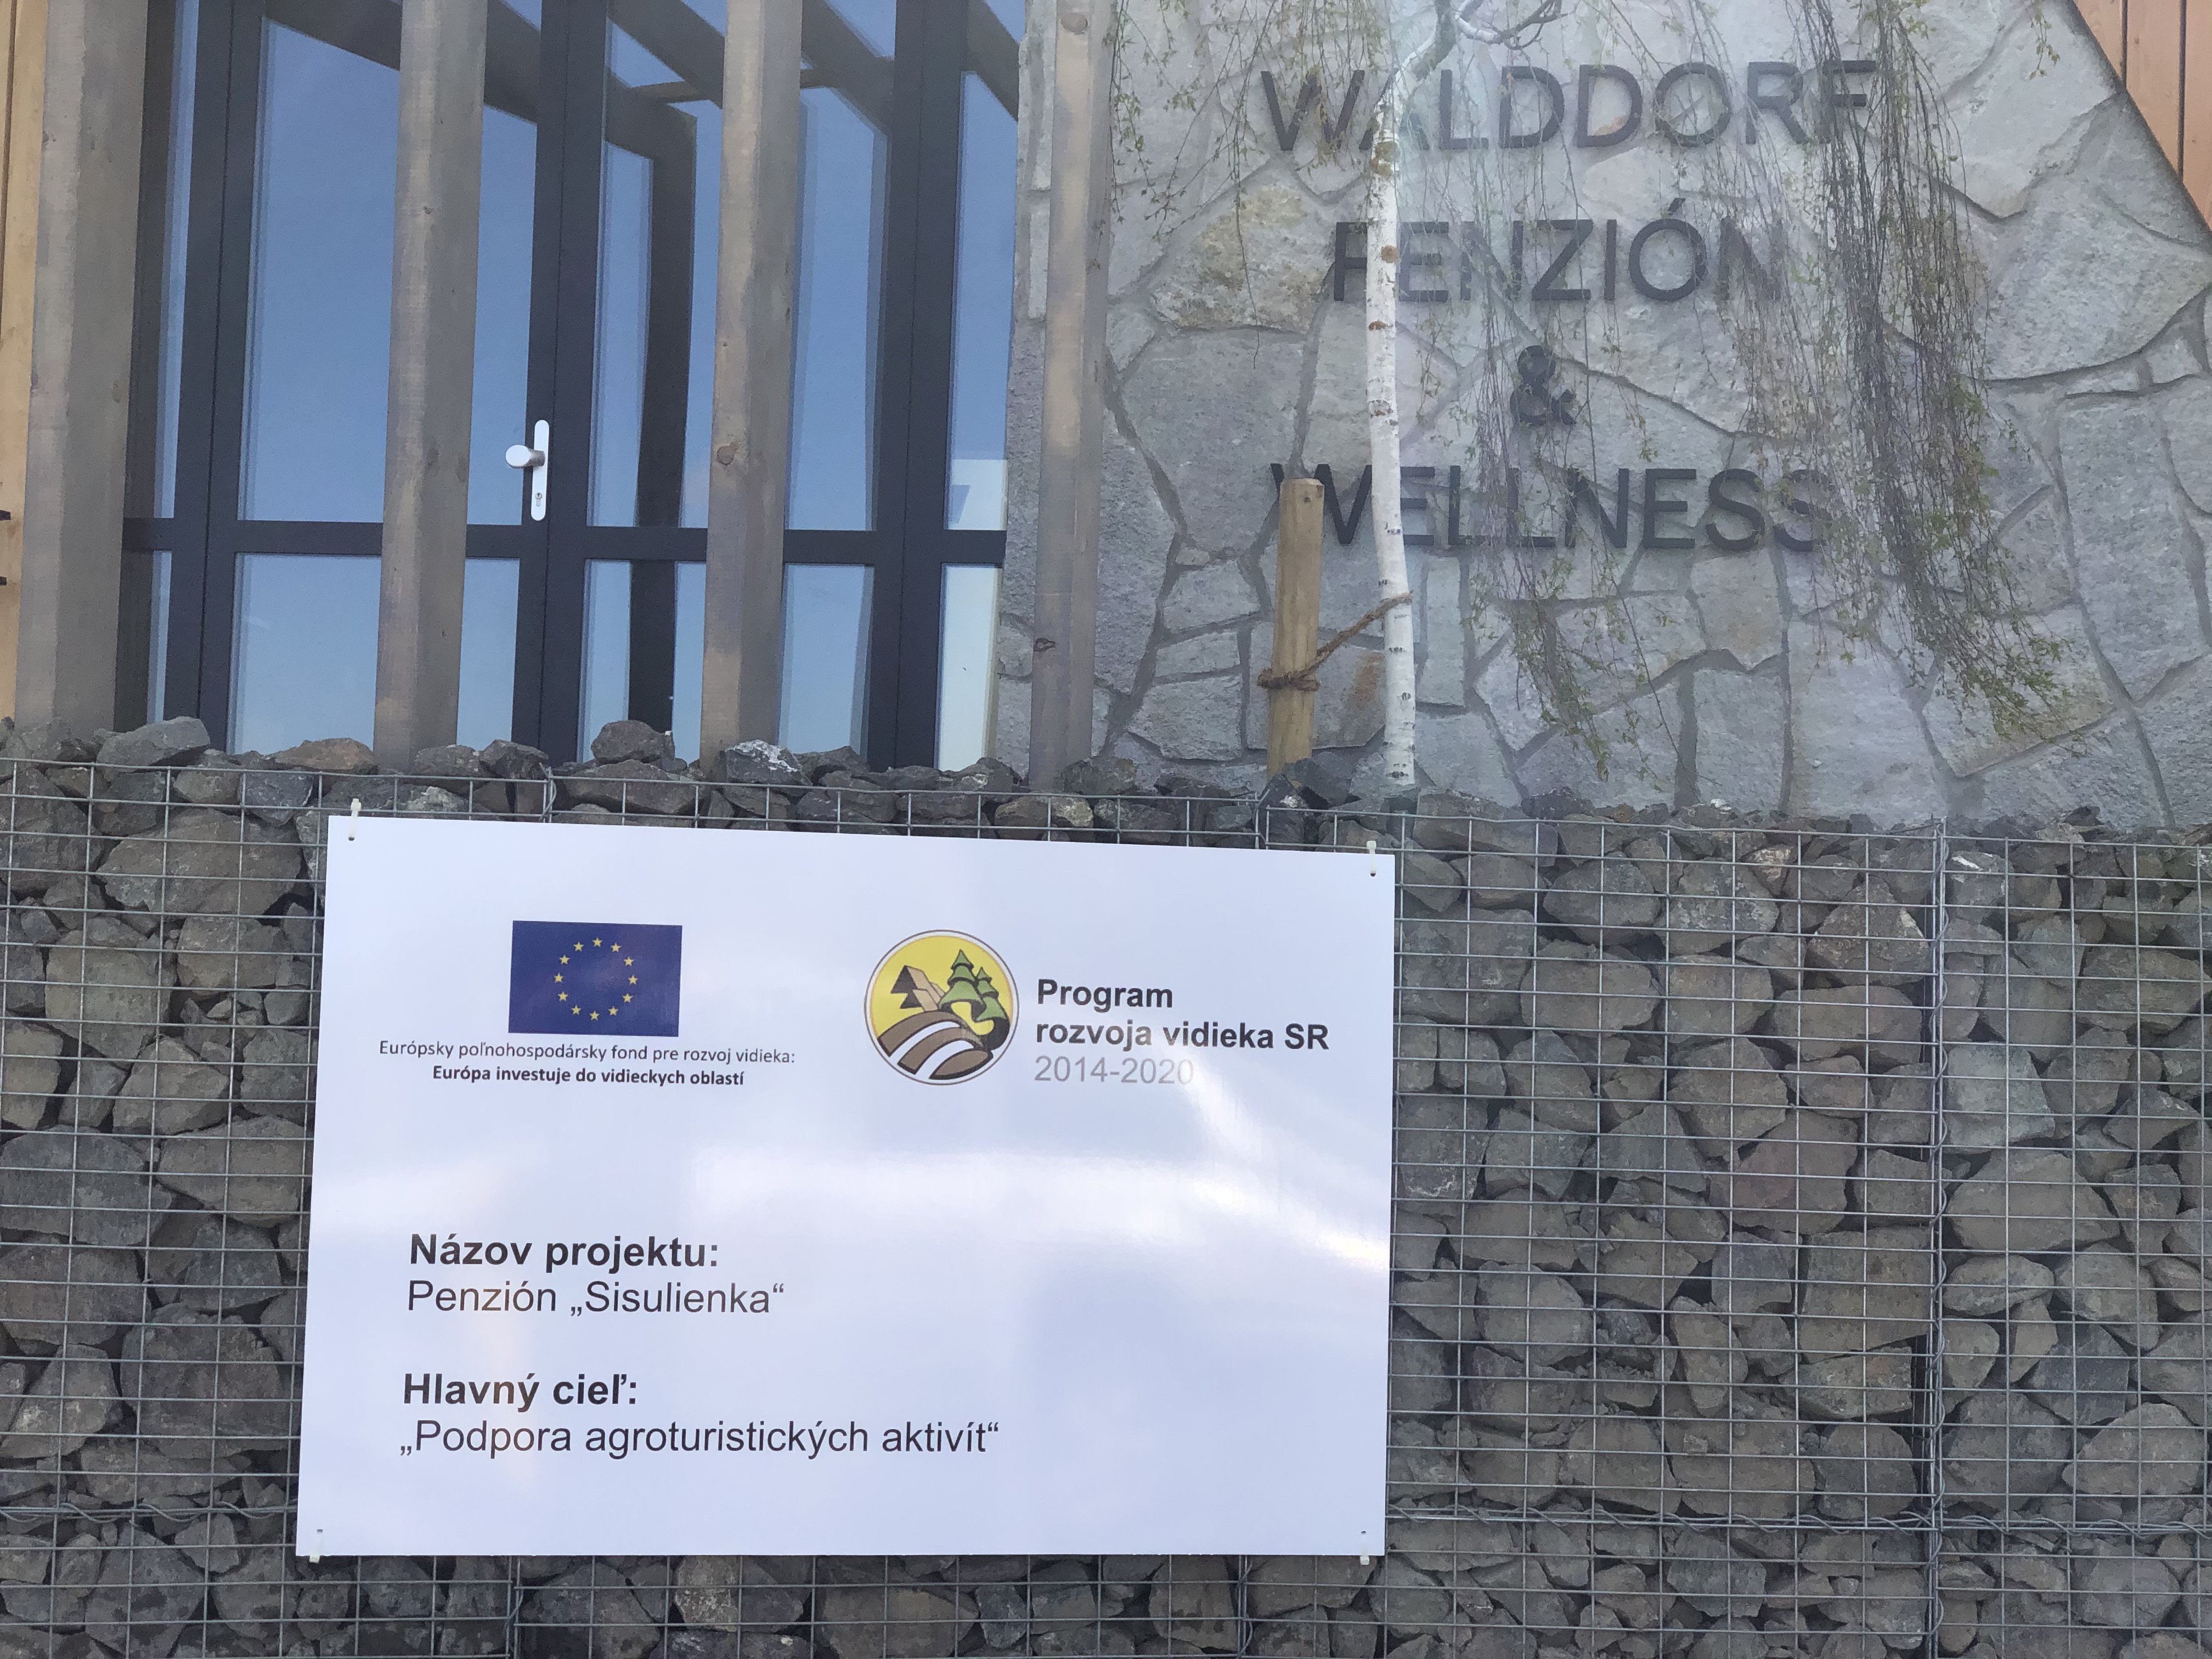 WALDDORF
PENZIÓN
&
WELLNESS
Európsky poľnohospodársky fond pre rozvoj vidieka:
Európa investuje do vidieckych oblastí
Program
rozvoja vidieka SR
2014-2020
Názov projektu:
Penzión „Sisulienka“
Hlavný cieľ:
„Podpora agroturistických aktivít“